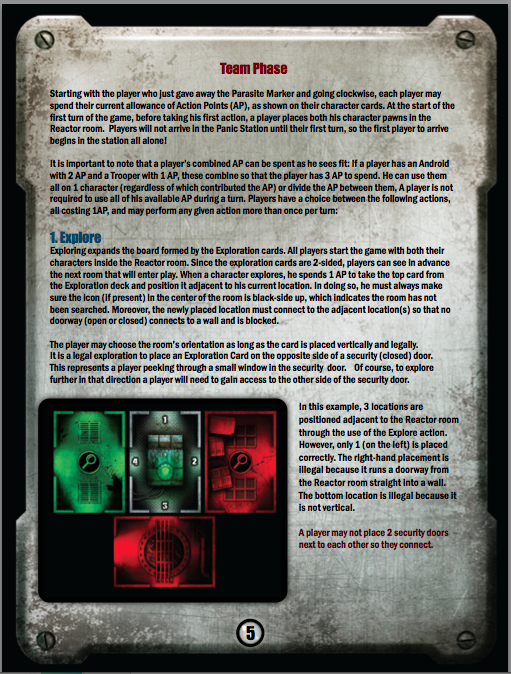 Team Phase
Starting with the player who just gave away the Parasite Marker and going clockwise, each player may
spend their current allowance of Action Points (AP), as shown on their character cards. At the start of the
first turn of the game, before taking his first action, a player places both his character pawns in the
Reactor room.  Players will not arrive in the Panic Station until their first turn, so the first player to arrive
begins in the station all alone!
It is important to note that a player's combined AP can be spent as he sees fit: If a player has an Android
with 2 AP and a Trooper with 1 AP, these combine so that the player has 3 AP to spend. He can use them
all on 1 character (regardless of which contributed the AP) or divide the AP between them, A player is not
required to use all of his available AP during a turn. Players have a choice between the following actions,
all costing 1AP, and may perform any given action more than once per turn:
1. Explore
Exploring expands the board formed by the Exploration cards. All players start the game with both their
characters inside the Reactor room. Since the exploration cards are 2-sided, players can see in advance
the next room that will enter play. When a character explores, he spends 1 AP to take the top card from
the Exploration deck and position it adjacent to his current location. In doing so, he must always make
sure the icon (if present) in the center of the room is black-side up, which indicates the room has not
been searched. Moreover, the newly placed location must connect to the adjacent location(s) so that no
doorway (open or closed) connects to a wall and is blocked.
The player may choose the room's orientation as long as the card is placed vertically and legally.
It is a legal exploration to place an Exploration Card on the opposite side of a security (closed) door.
This represents a player peeking through a small window in the security  door.   Of course, to explore
further in that direction a player will need to gain access to the other side of the security door.
1
4
2
3
In this example, 3 locations are
positioned adjacent to the Reactor room
through the use of the Explore action.
However, only 1 (on the left) is placed
correctly. The right-hand placement is
illegal because it runs a doorway from
the Reactor room straight into a wall.
The bottom location is illegal because it
is not vertical.
A player may not place 2 security doors
next to each other so they connect.
5